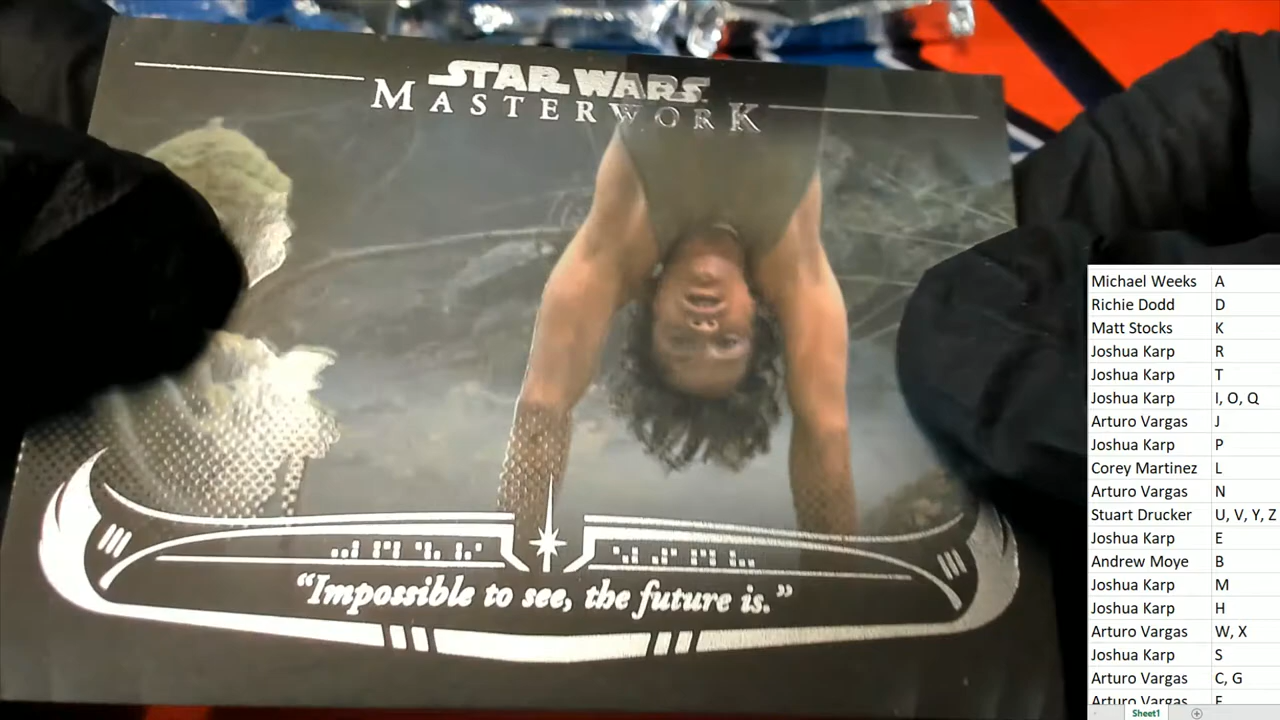 STAR WARS
MASTERWORK
“Impossible to see, the future is.”
Michael Weeks A
Richie Dodd D
Matt Stocks K
Joshua Karp R
Joshua Karp T
Joshua Karp I, O, Q
Arturo Vargas J
Joshua Karp P
Corey Martinez L
Arturo Vargas N
Stuart Drucker U, V, Y, Z
Joshua Karp E
Andrew Moye B
Joshua Karp M
Joshua Karp H
Arturo Vargas W, X
Joshua Karp S
Arturo Vargas C, G
Arturo Vargas F
Sheet1